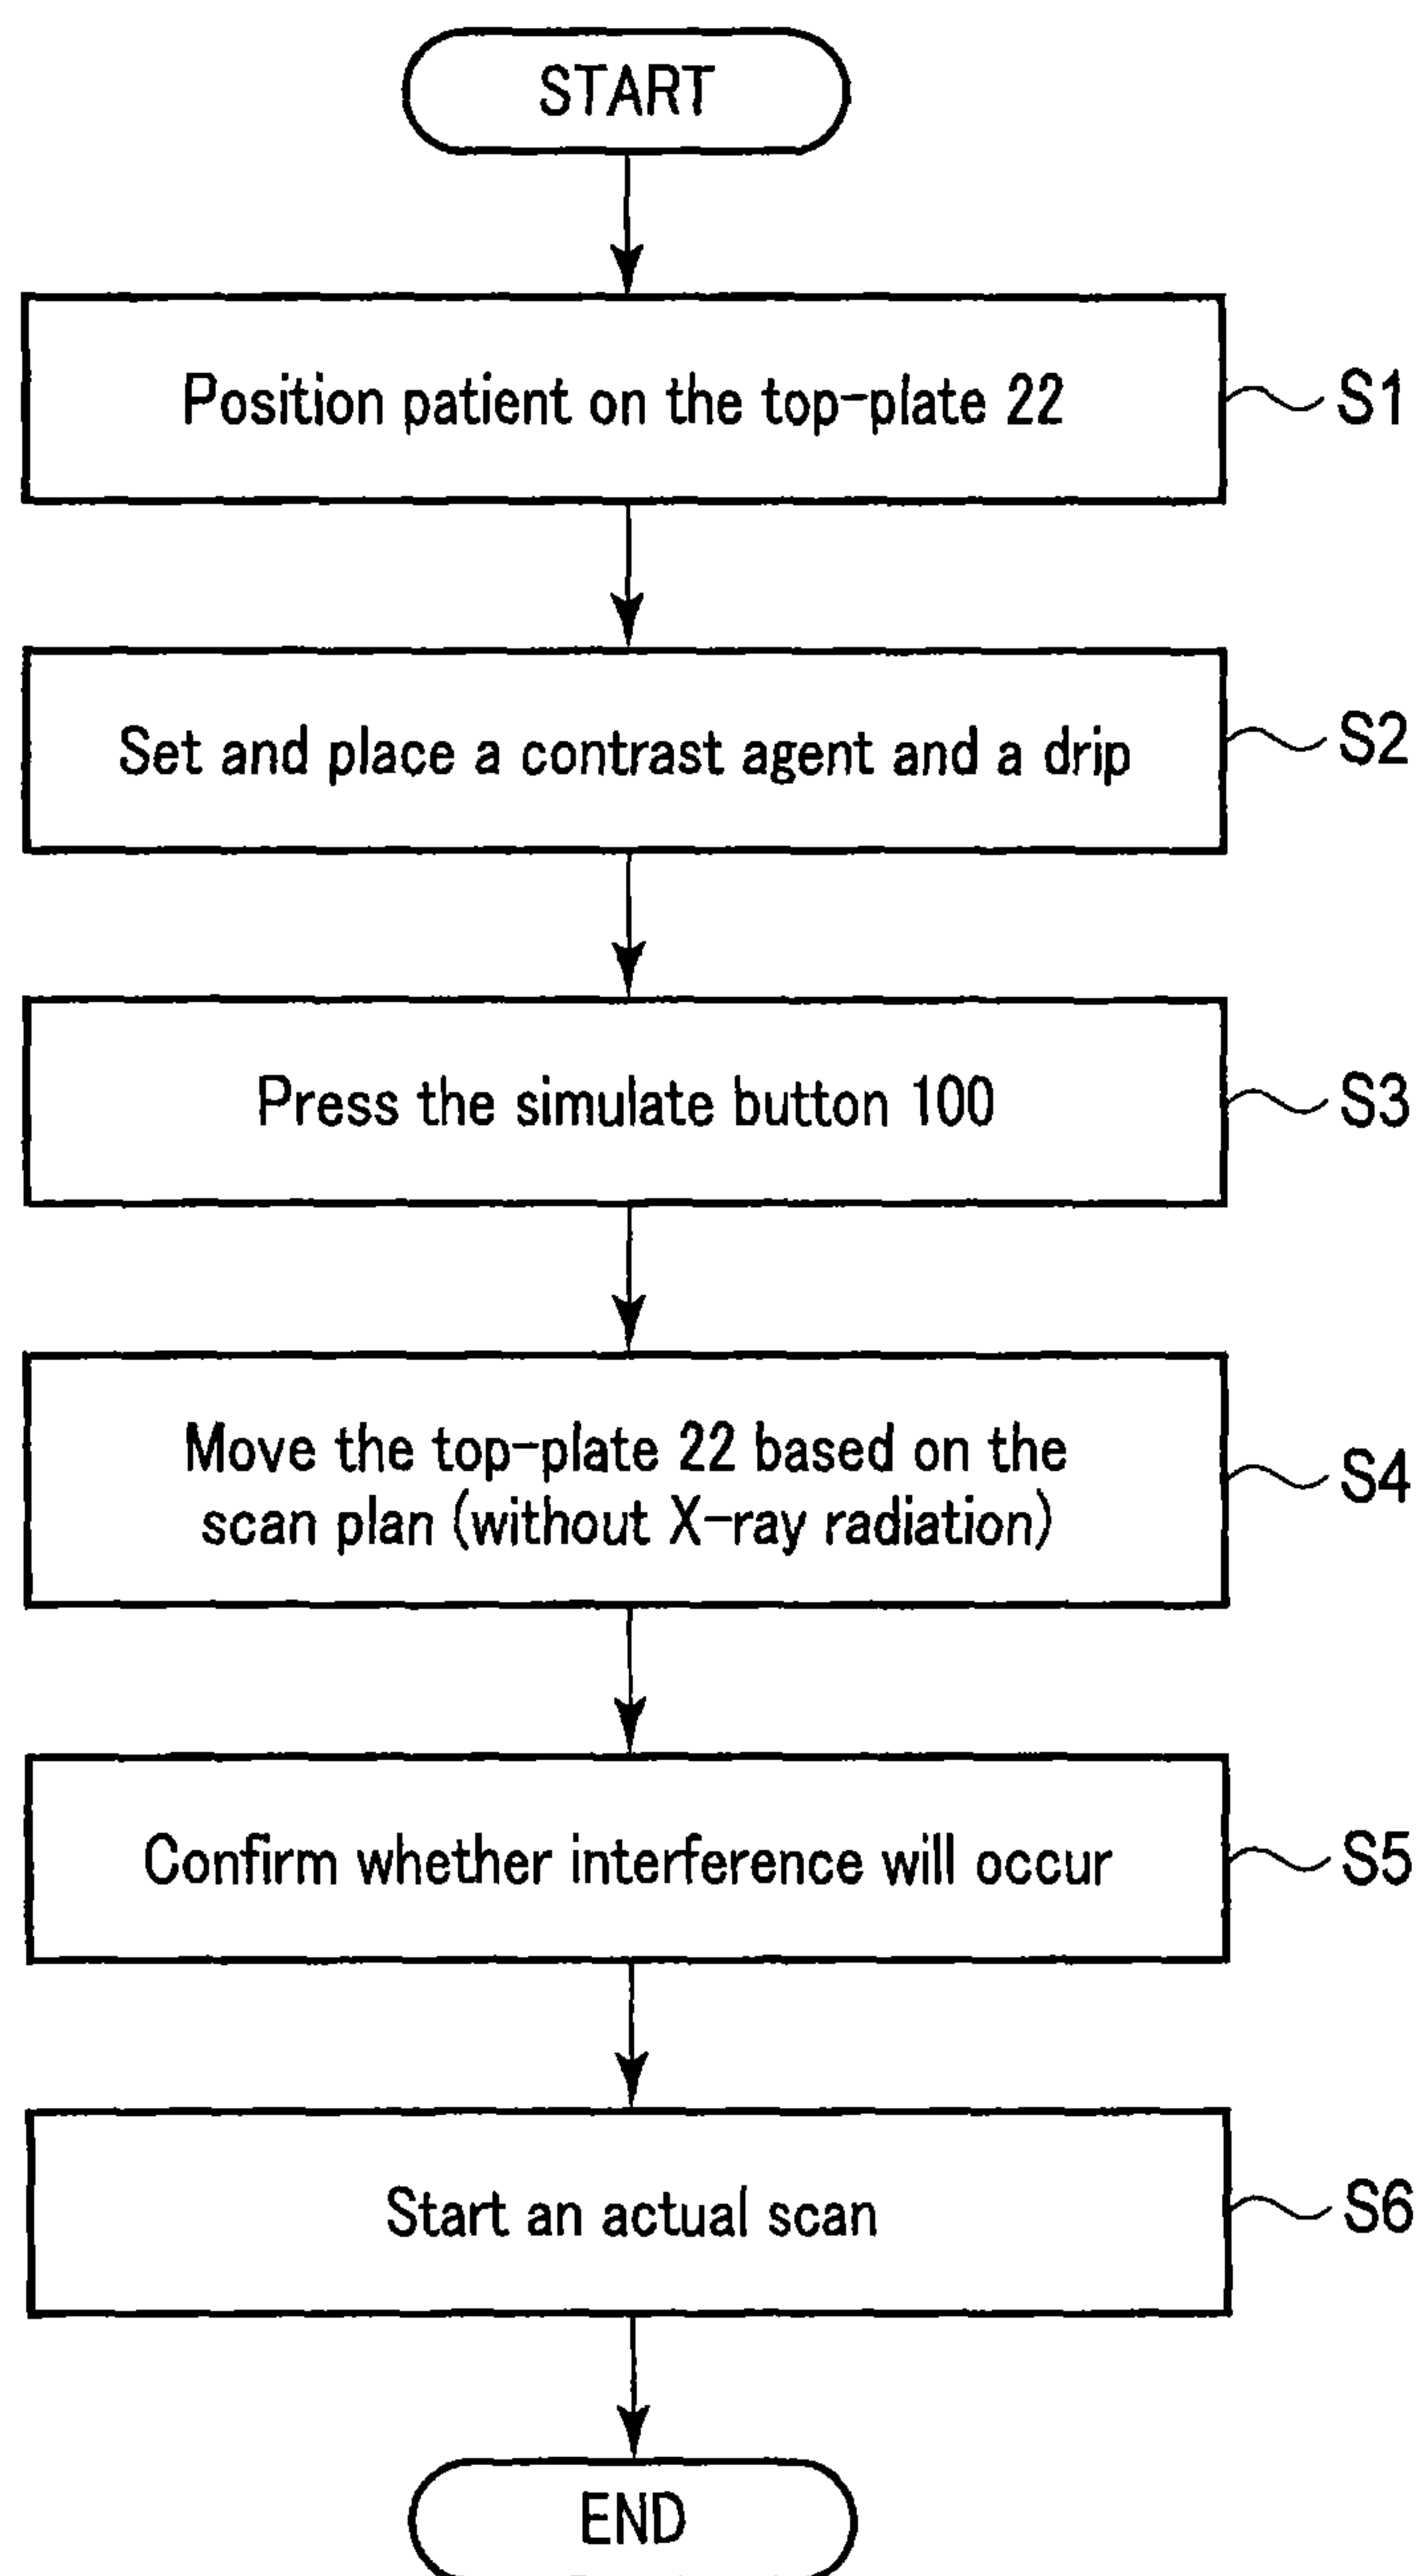 START
Position patient on the top-plate 22
S1
Set and place a contrast agent and a drip
S2
Press the simulate button 100
S3
Move the top-plate 22 based on the
scan plan (without X-ray radiation)
S4
Confirm whether interference will occur
S5
Start an actual scan
S6
END